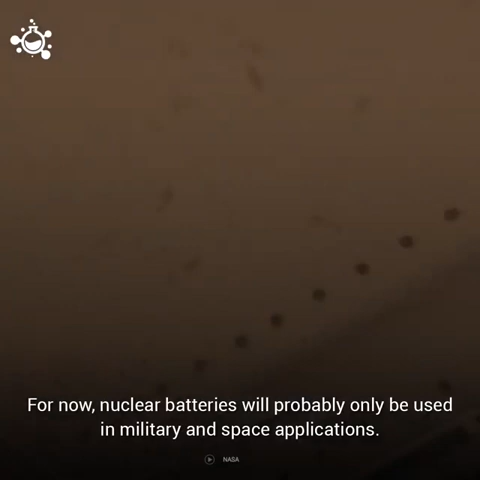 For now, nuclear batteries will probably only be used
in military and space applications.
NASA